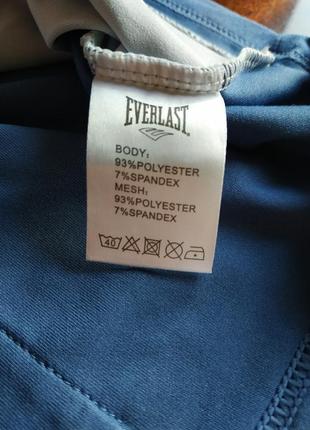 EVERLAST
BODY:
93%POLYESTER
7%SPANDEX
MESH:
93%POLYESTER
7%SPANDEX
40